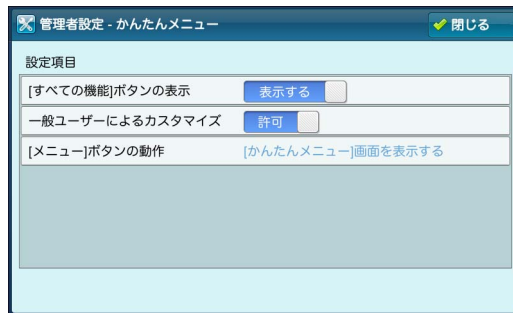 管理者設定 - かんたんメニュー
閉じる
設定項目
[すべての機能]ボタンの表示 表示する
一般ユーザーによるカスタマイズ 許可
[メニュー]ボタンの動作 [かんたんメニュー]画面を表示する